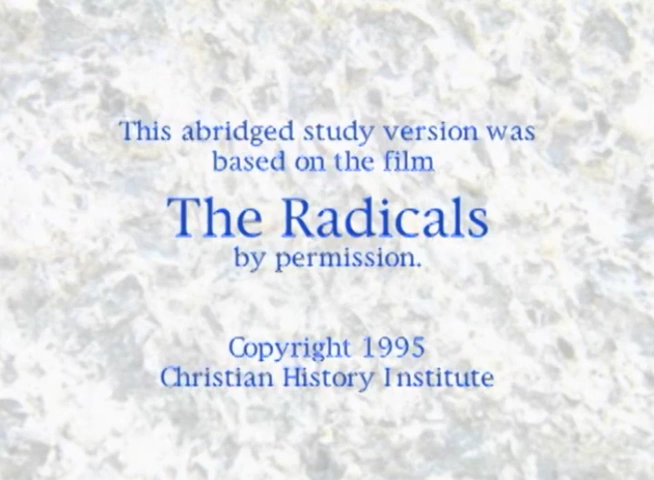 This abridged study version was
based on the film
The Radicals
by permission.
Copyright 1995
Christian History Institute